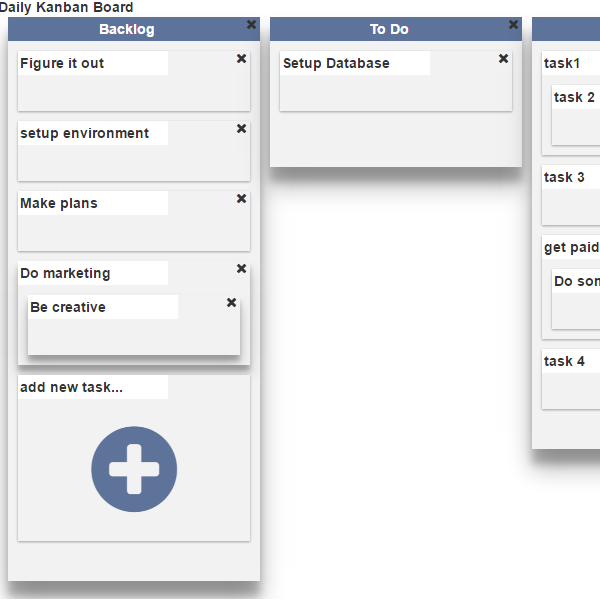 Daily Kanban Board
Backlog
Figure it out
setup environment
Make plans
Do marketing
Be creative
add new task...
To Do
Setup Database
task1
task 2
task 3
get paid
Do
task 4